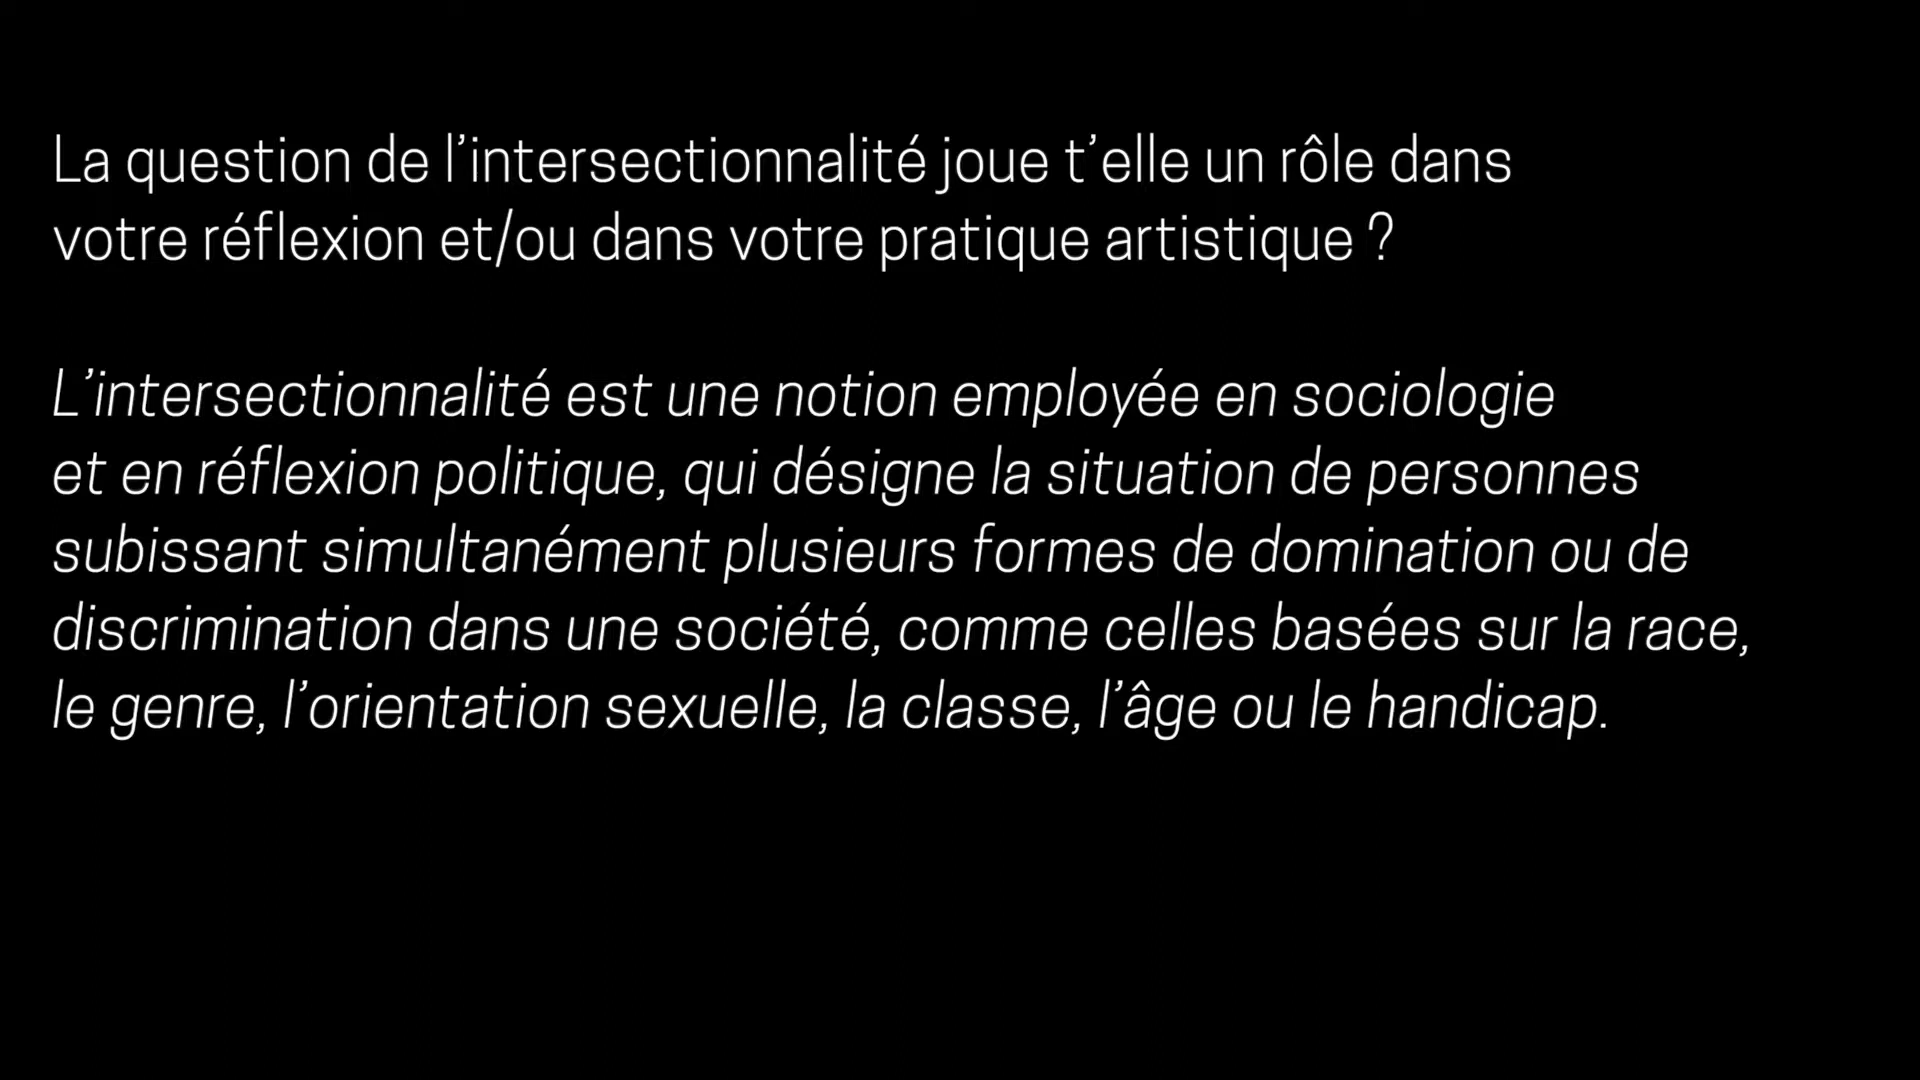 La question de l’intersectionnalité joue t’elle un rôle dans
votre réflexion et/ou dans votre pratique artistique ?
L’intersectionnalité est une notion employée en sociologie
et en réflexion politique, qui désigne la situation de personnes
subissant simultanément plusieurs formes de domination ou de
discrimination dans une société, comme celles basées sur la race,
le genre, l’orientation sexuelle, la classe, l’âge ou le handicap.